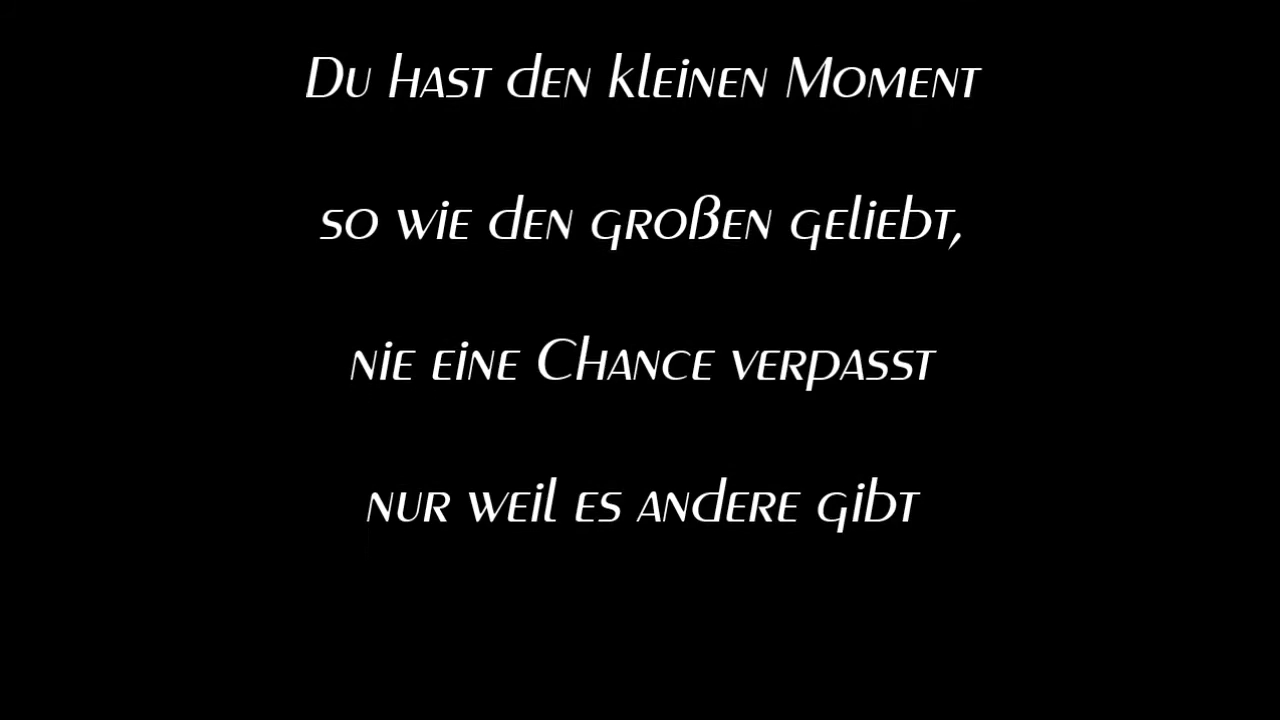 Du hast den kleinen Moment
so wie den großen geliebt,
nie eine Chance verpasst
nur weil es andere gibt